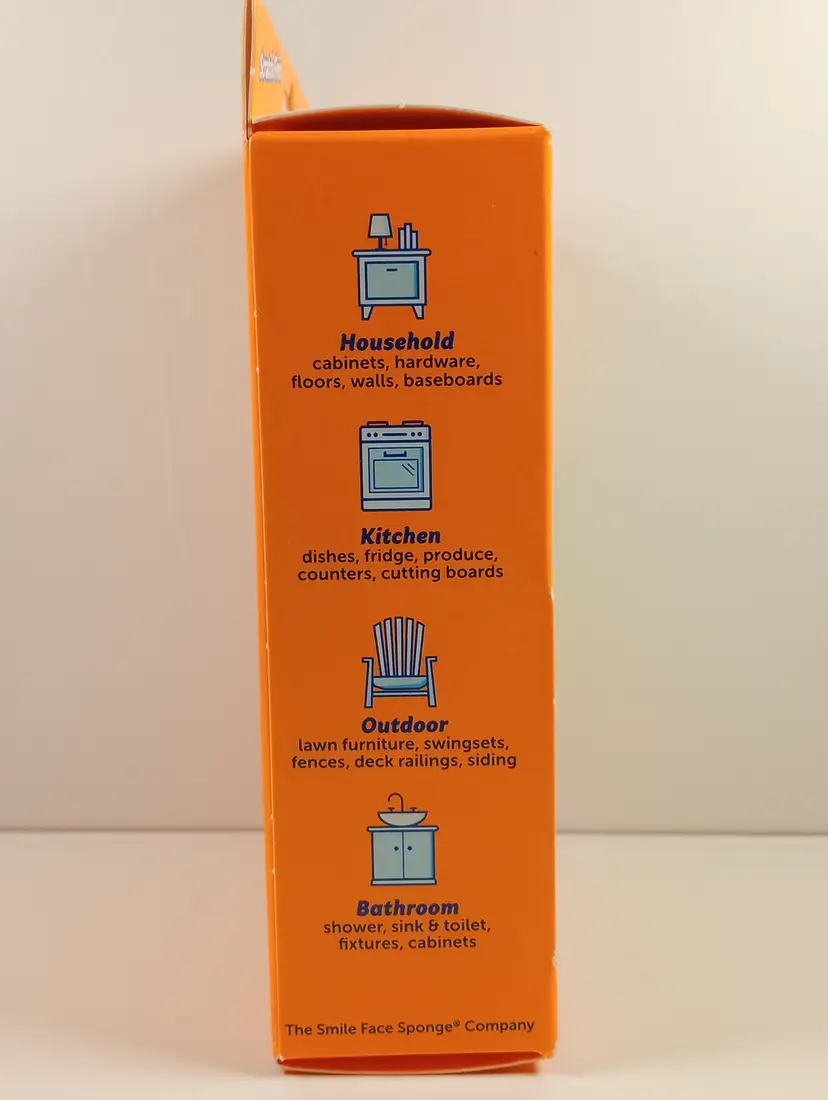 Household
cabinets, hardware,
floors, walls, baseboards
Kitchen
dishes, fridge, produce,
counters, cutting boards
Outdoor
lawn furniture, swingsets,
fences, deck railings, siding
Bathroom
shower, sink & toilet,
fixtures, cabinets
The Smile Face Sponge® Company